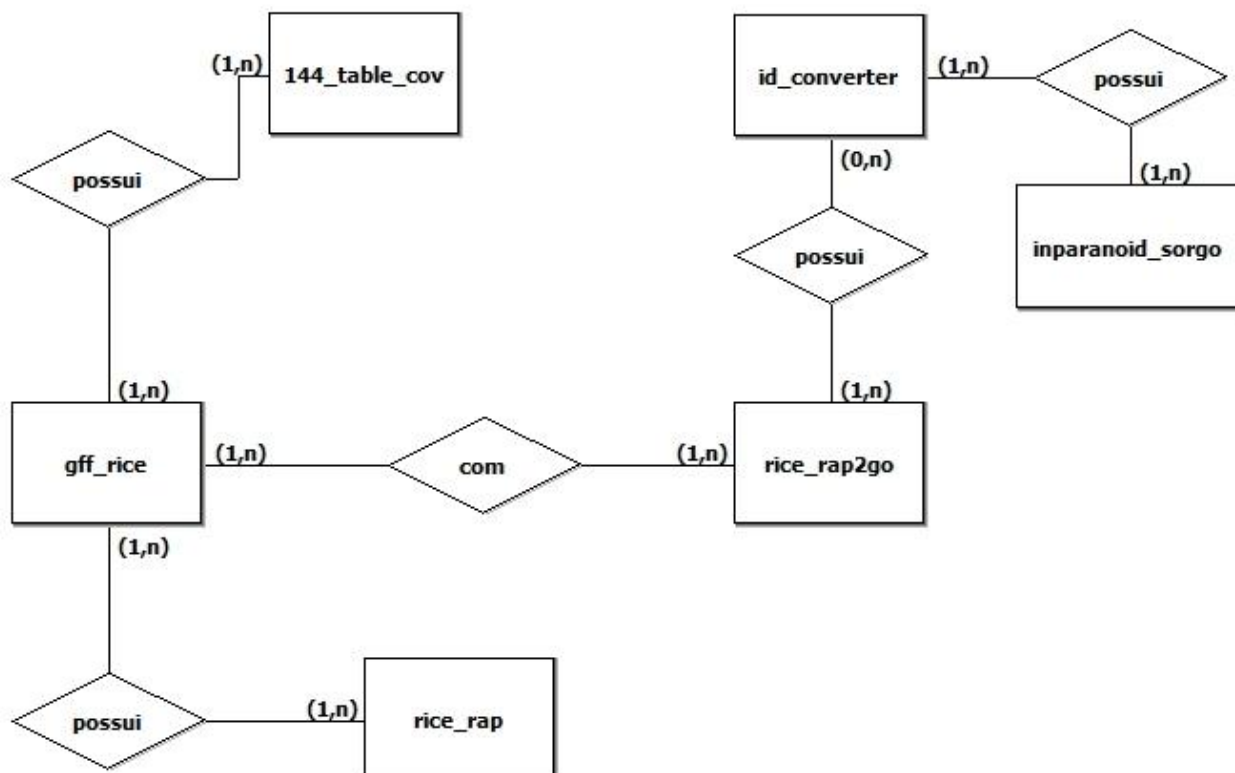 (1,n)
144_table_cov
id_converter
(1,n)
possui
possui
(0,n)
(1,n)
possui
inparanoid_sorgo
(1,n)
(1,n)
gff_rice
(1,n)
com
(1,n)
rice_rap2go
(1,n)
possui
(1,n)
rice_rap